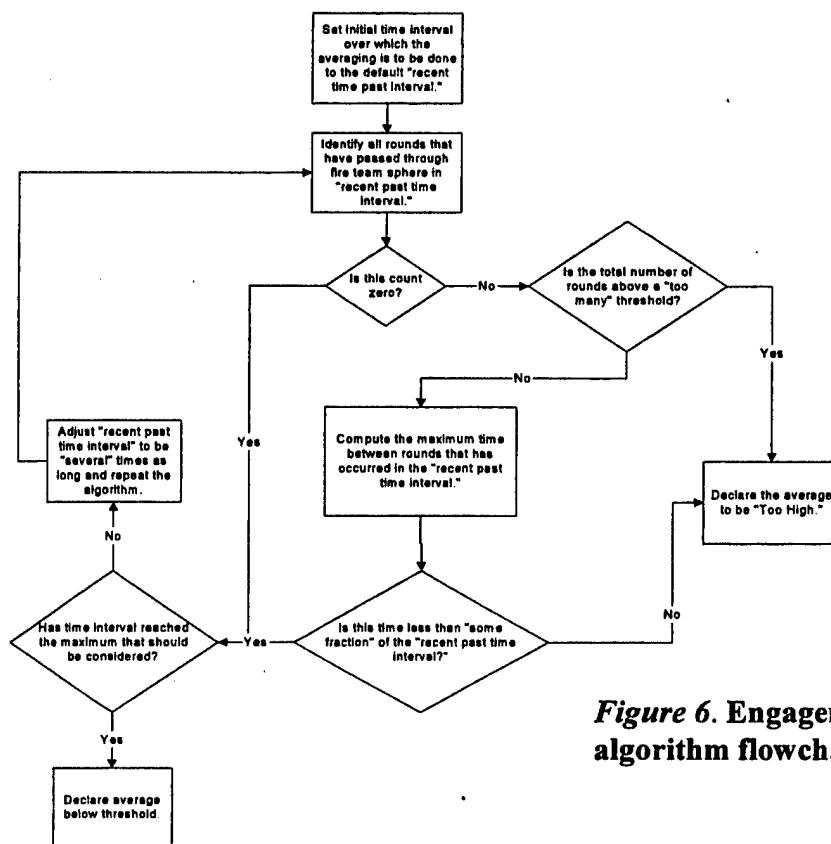 Set initial time interval
over which the
averaging is to be done
to the default "recent
time past interval."
Identify all rounds that
have passed through
fire team sphere in
"recent past time
interval."
Is this count
zero?
No
Is the total number of
rounds above a "too
many" threshold?
Yes
No
Yes
Adjust "recent past
time interval" to be
"several" times as
long and repeat the
algorithm.
Compute the maximum time
between rounds that has
occurred in the "recent past
time interval."
Declare the average
to be "Too High."
No
No
Has time interval reached
the maximum that should
be considered?
Yes
Is this time less than "some
fraction" of the "recent past time
interval?"
Yes
Declare average
below threshold.
Figure 6. Engager
algorithm flowch